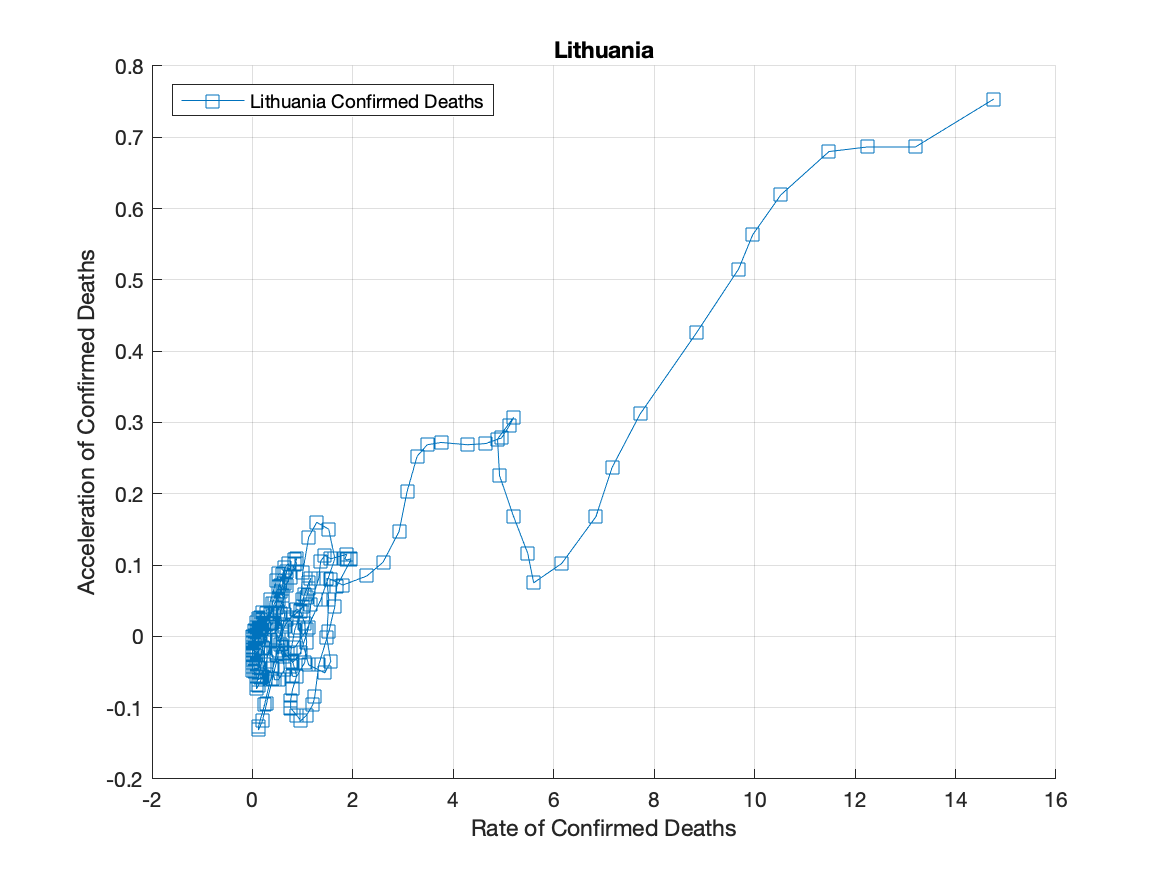 Lithuania
Lithuania Confirmed Deaths
Acceleration of Confirmed Deaths
0.8
0.7
0.6
0.5
0.4
0.3
0.2
0.1
0
-0.1
-0.2
-2 0 2 4 6 8 10 12 14 16
Rate of Confirmed Deaths